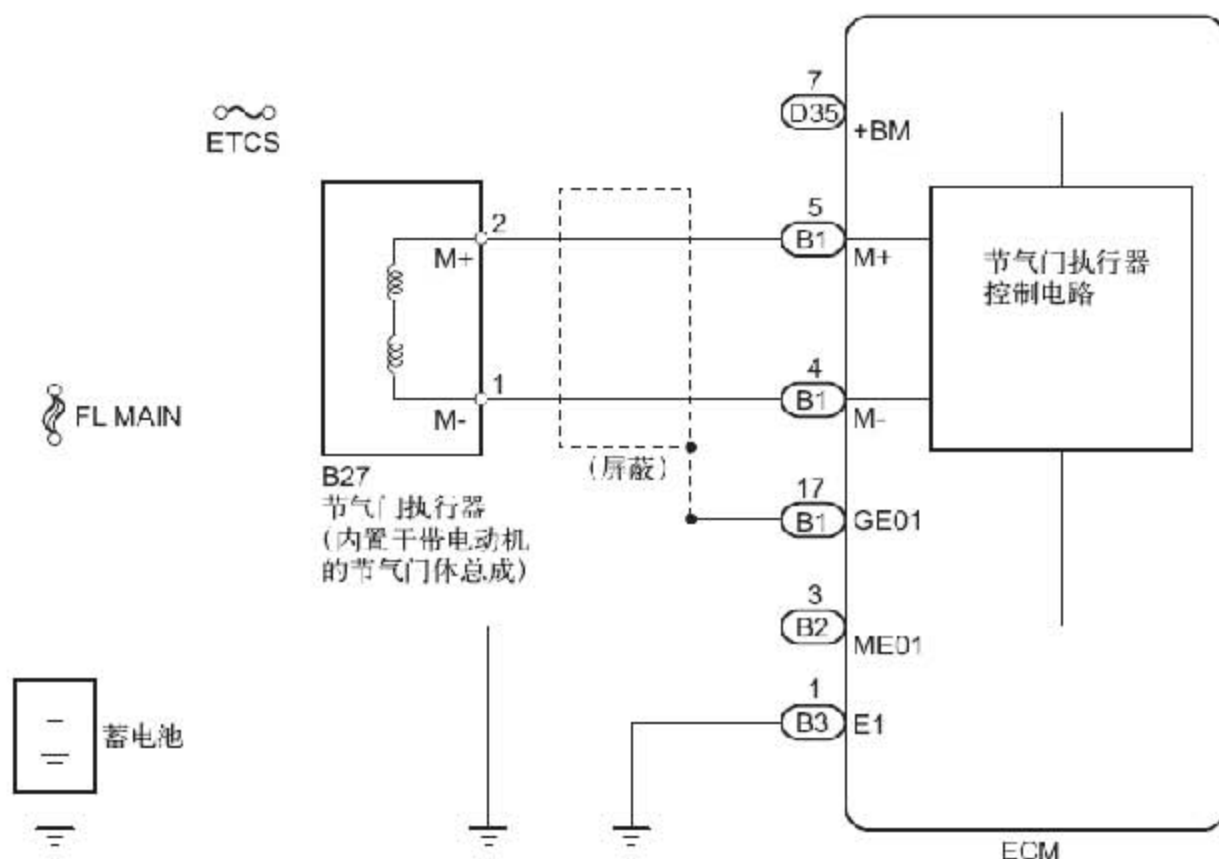 ETCS
FL MAIN
蓄电池
M+
2
M-
1
B27
节气门执行器
(内置于带电动机
的节气门体总成)
(屏蔽)
7
D35
+BM
5
B1
M+
4
B1
M-
17
B1
GE01
3
B2
ME01
1
B3
E1
节气门执行器
控制电路
ECM